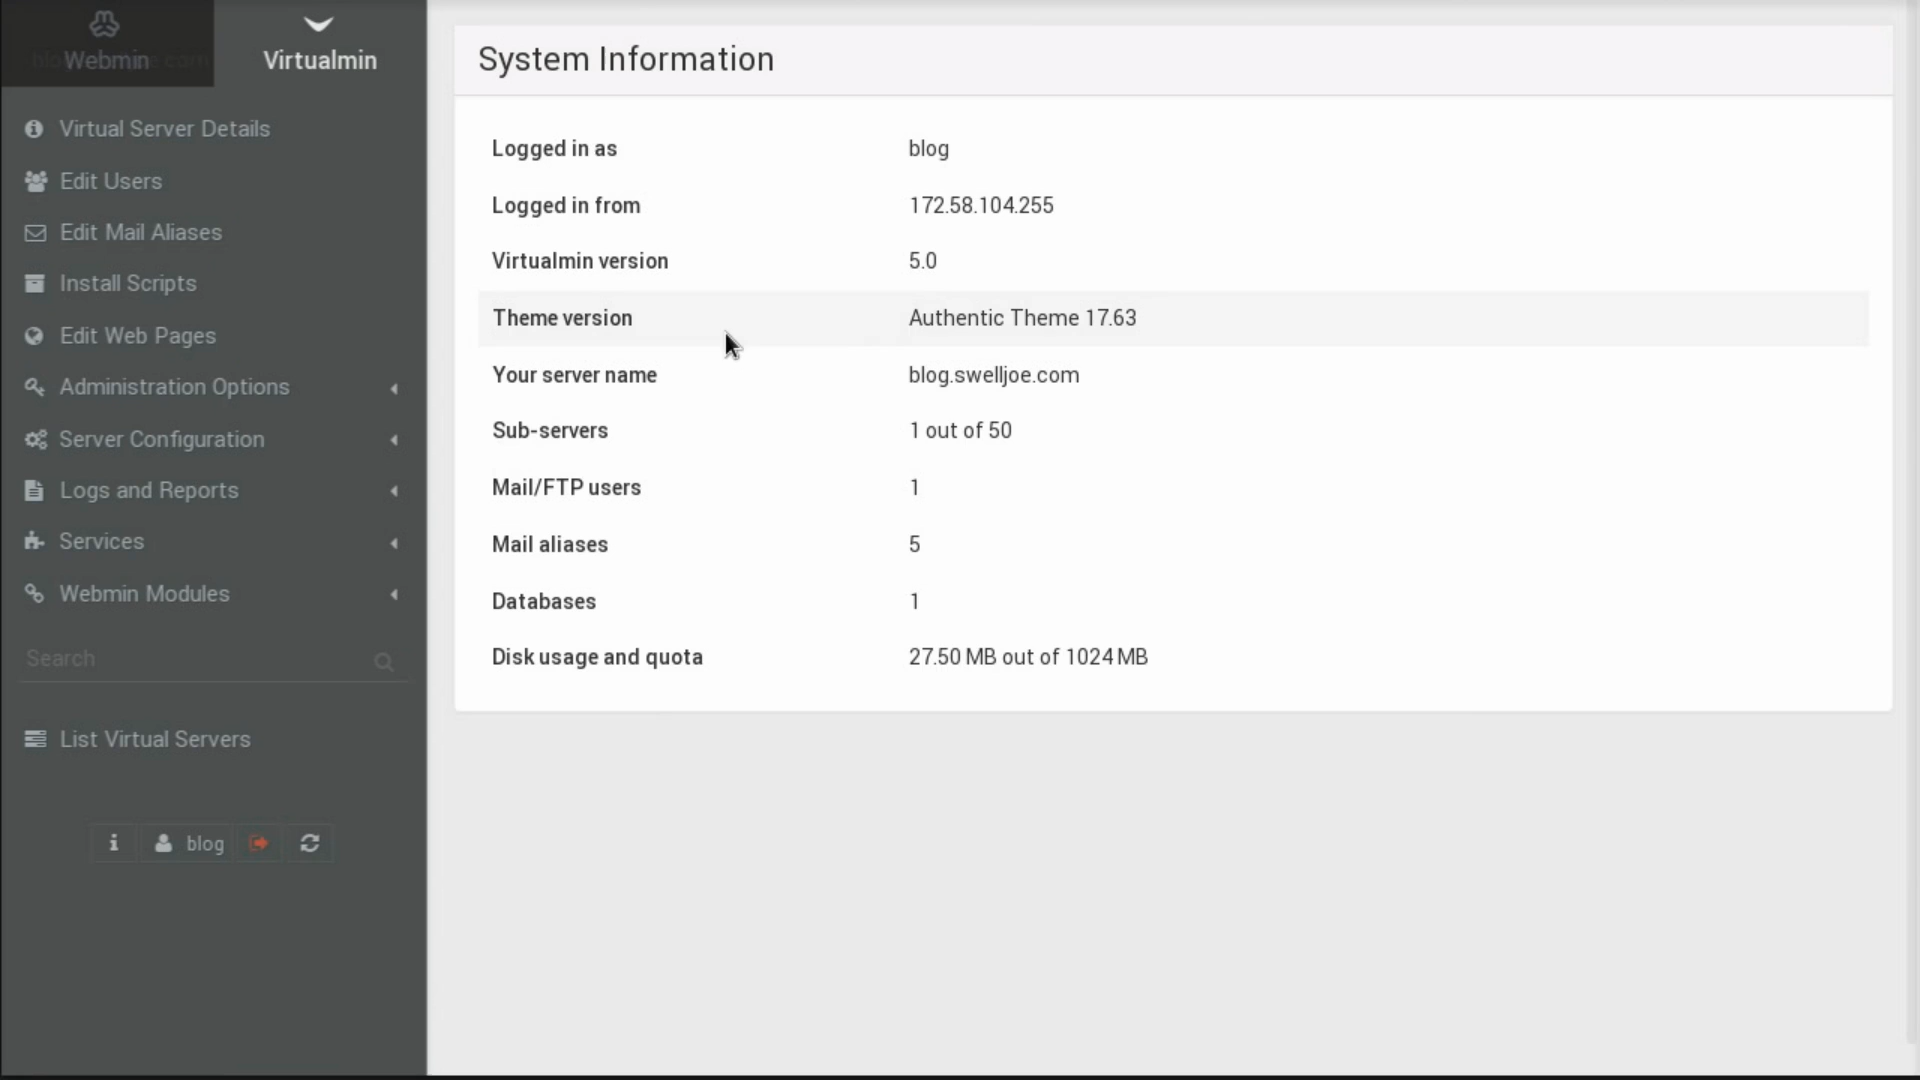 Webmin
Virtualmin
Virtual Server Details
Edit Users
Edit Mail Aliases
Install Scripts
Edit Web Pages
Administration Options
Server Configuration
Logs and Reports
Services
Webmin Modules
Search
List Virtual Servers
blog
System Information
Logged in as blog
Logged in from 172.58.104.255
Virtualmin version 5.0
Theme version Authentic Theme 17.63
Your server name blog.swelljoe.com
Sub-servers 1 out of 50
Mail/FTP users 1
Mail aliases 5
Databases 1
Disk usage and quota 27.50 MB out of 1024 MB